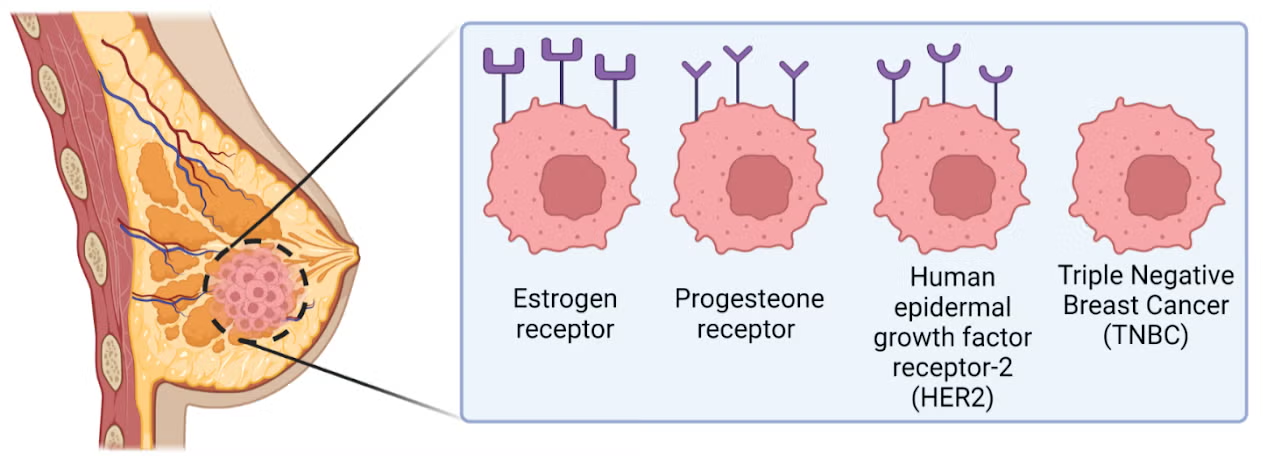 Estrogen
receptor
Progesteone
receptor
Human
epidermal
growth factor
receptor-2
(HER2)
Triple Negative
Breast Cancer
(TNBC)